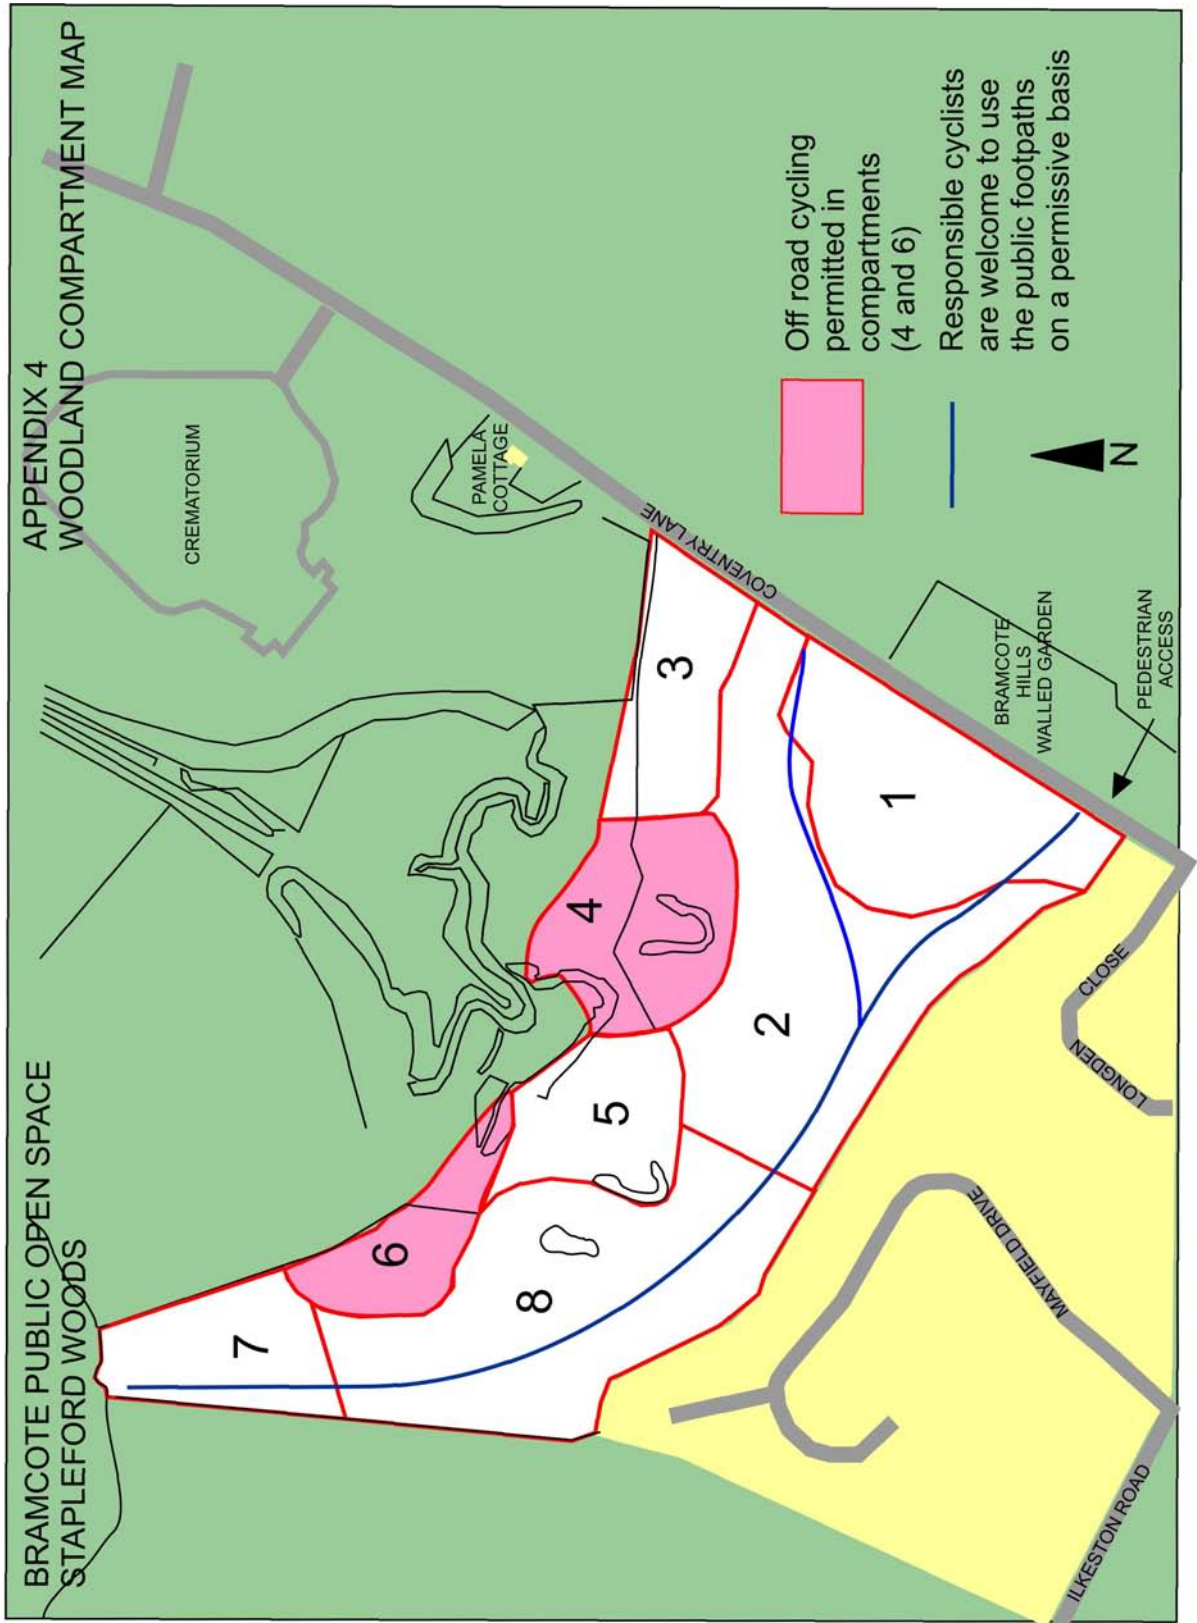 BRAMCOTE PUBLIC OPEN SPACE
STAPLEFORD WOODS
APPENDIX 4
WOODLAND COMPARTMENT MAP
CREMATORIUM
PAMELA
COTTAGE
COVENTRY LANE
7
6
8
5
4
3
2
1
BRAMCOTE
HILLS
WALLED GARDEN
PEDESTRIAN
ACCESS
LONGDEN
CLOSE
MAYFIELD DRIVE
ILKESTON ROAD
Off road cycling
permitted in
compartments
(4 and 6)
Responsible cyclists
are welcome to use
the public footpaths
on a permissive basis
N